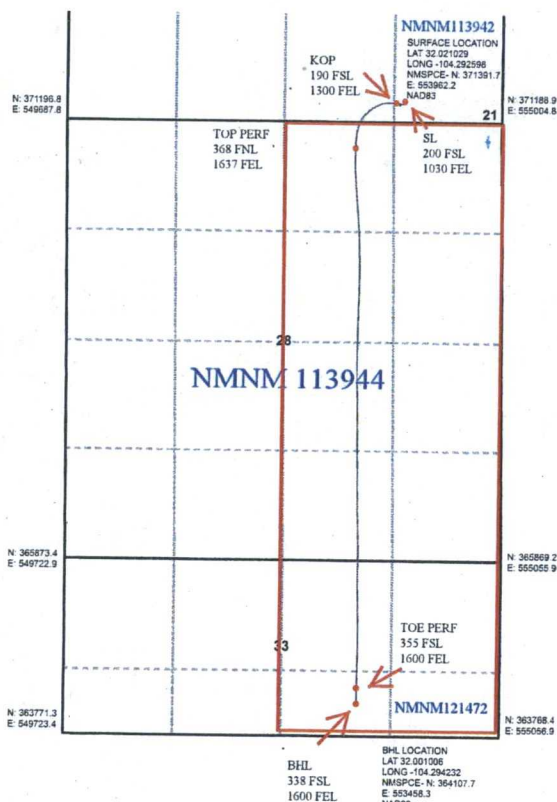 NMNM113942
SURFACE LOCATION
LAT 32.021029
LONG -104.292598
NMSPCE- N: 371391.7
E: 553962.2
NAD83
KOP
190 FSL
1300 FEL
N: 371196.8
E: 549687.8
21
N: 371188.9
E: 555004.8
TOP PERF
368 FNL
1637 FEL
SL
200 FSL
1030 FEL
28
NMNM 113944
N: 365873.4
E: 549722.9
N: 365869.2
E: 555055.9
33
TOE PERF
355 FSL
1600 FEL
NMNM121472
N: 363771.3
E: 549723.4
N: 363768.4
E: 555056.9
BHL
338 FSL
1600 FEL
BHL LOCATION
LAT 32.001006
LONG -104.294232
NMSPCE- N: 364107.7
E: 553458.3